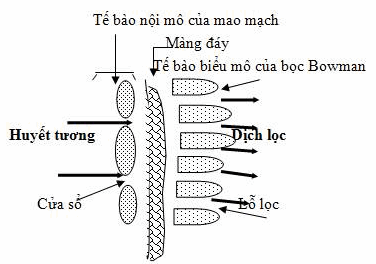 Tế bào nội mô của mao mạch
Màng đáy
Tế bào biểu mô của bọc Bowman
Huyết tương
Dịch lọc
Cửa sổ
Lỗ lọc